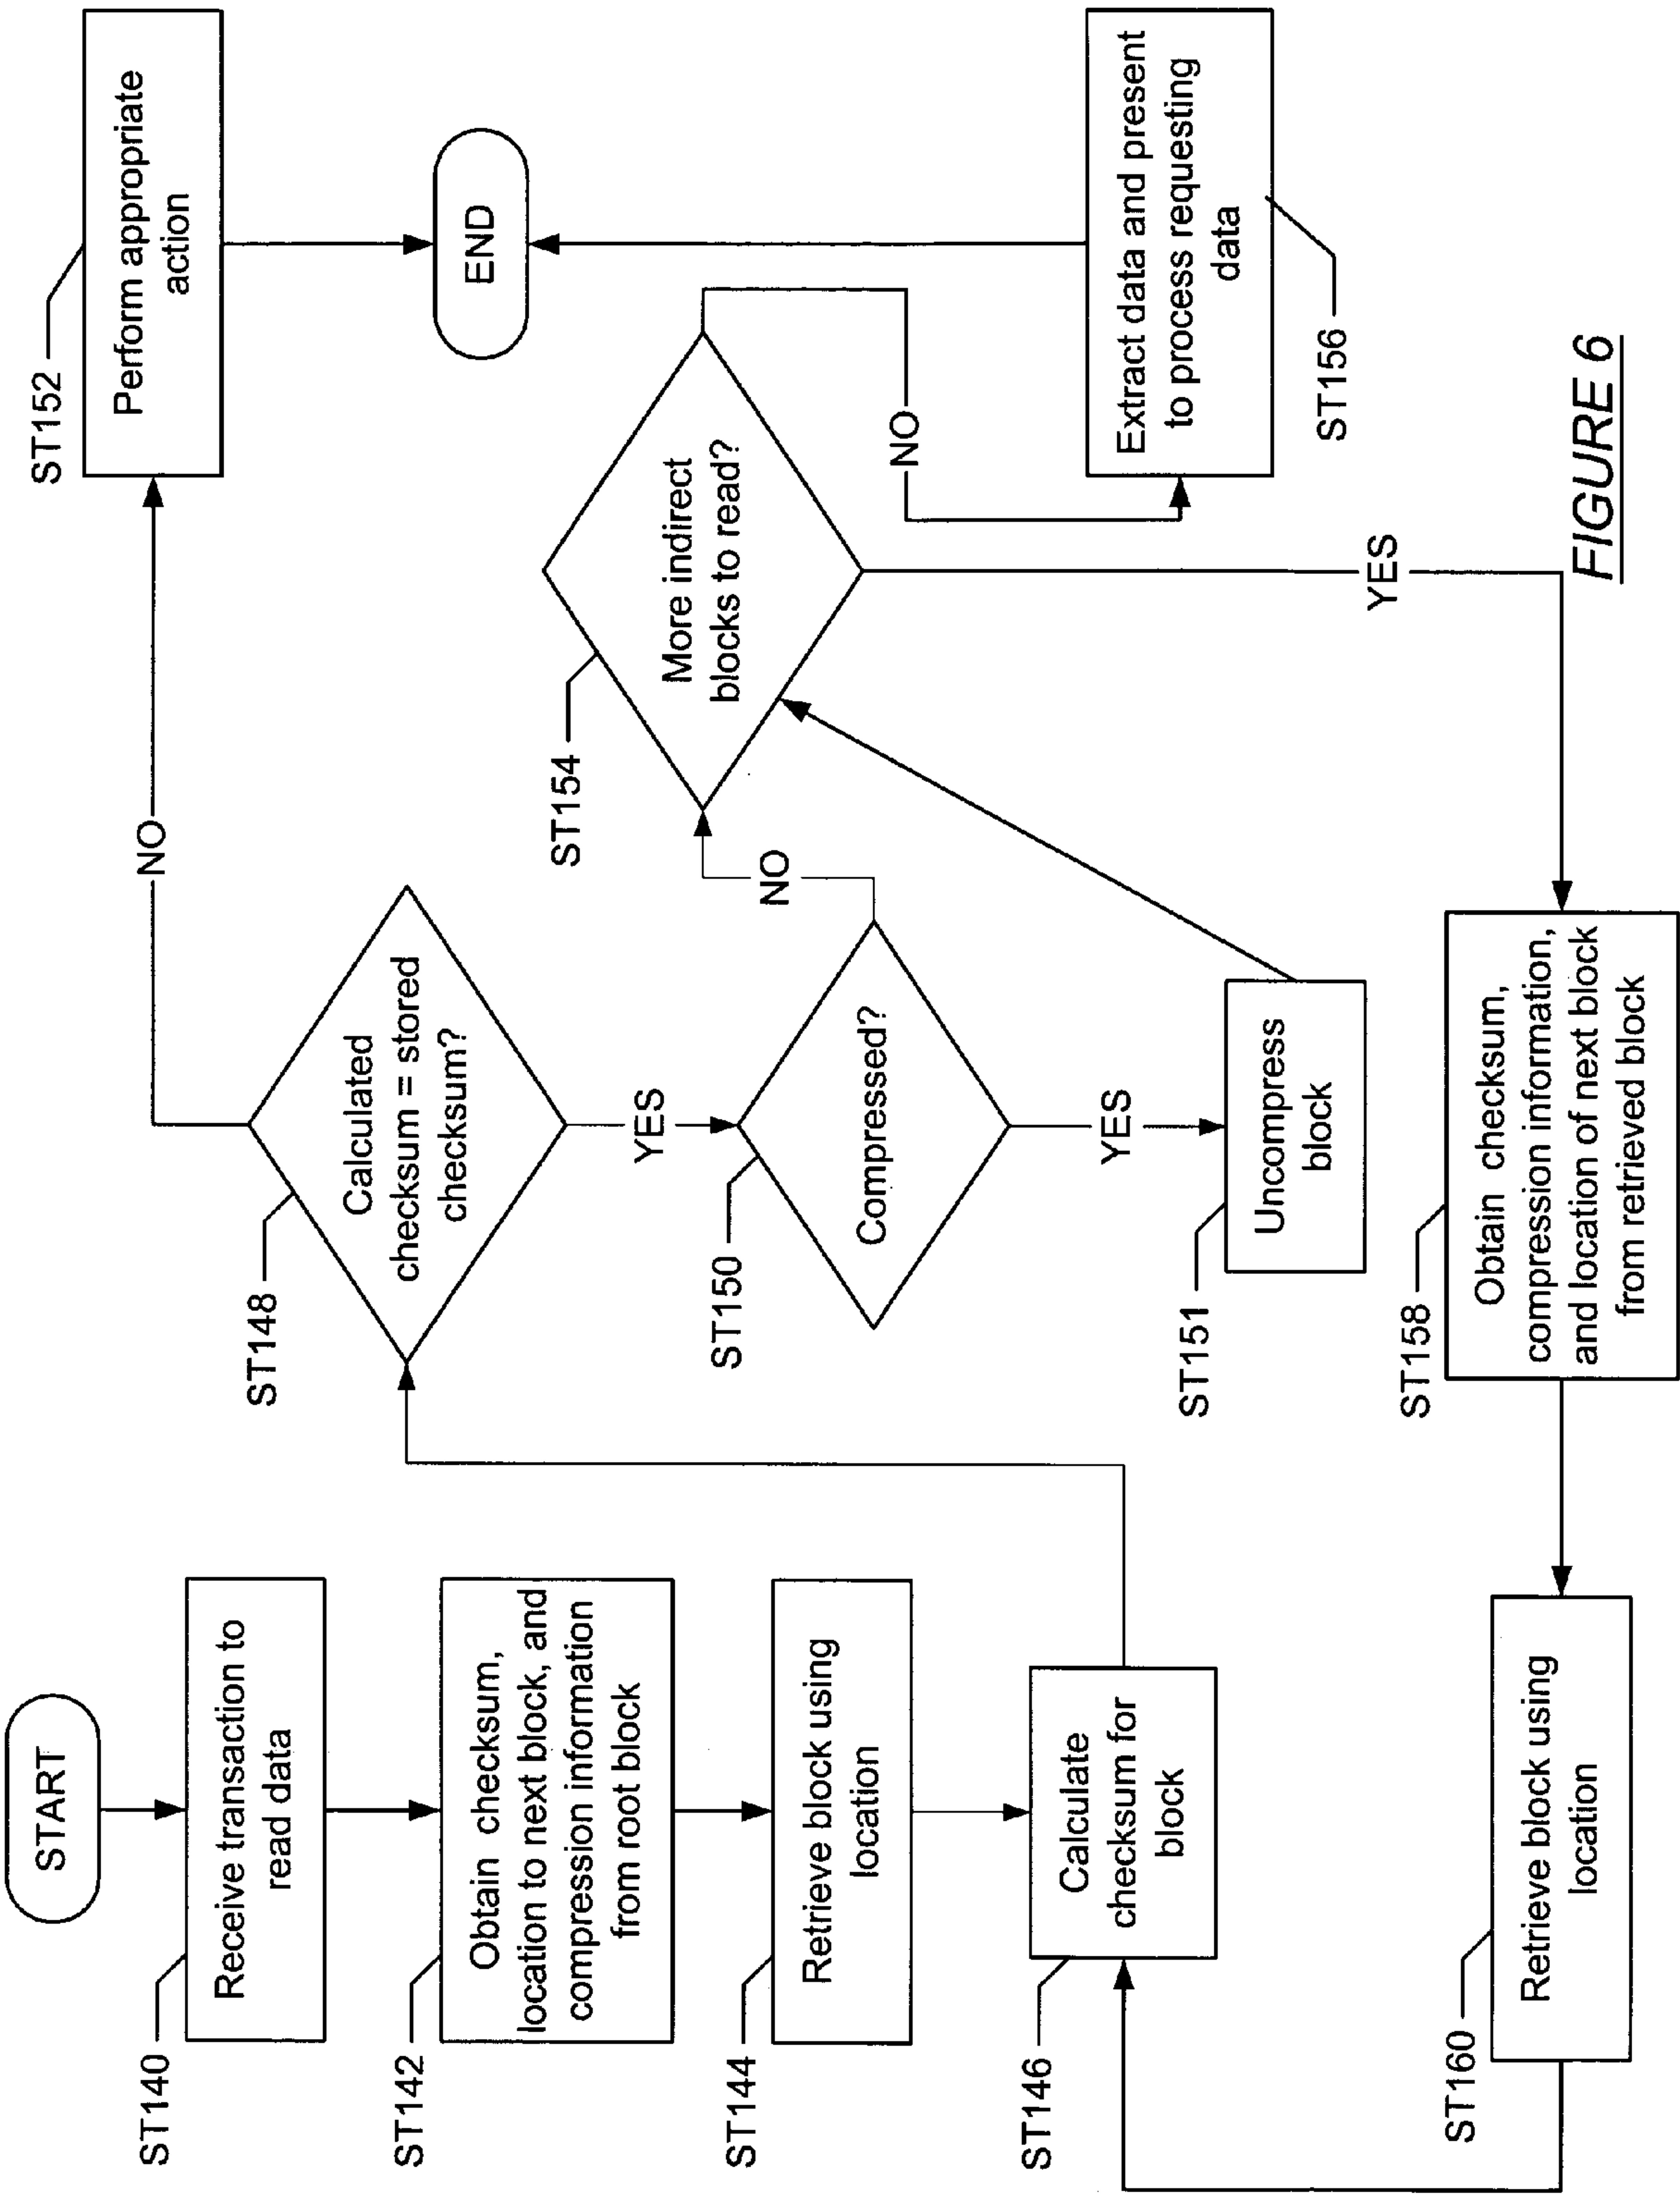 START
ST140
Receive transaction to
read data
ST142
Obtain checksum,
location to next block, and
compression information
from root block
ST144
Retrieve block using
location
ST146
Calculate
checksum for
block
ST148
Calculated
checksum = stored
checksum?
NO
YES
ST150
Compressed?
NO
YES
ST151
Uncompress
block
ST152
Perform appropriate
action
END
ST154
More indirect
blocks to read?
NO
YES
ST156
Extract data and present
to process requesting
data
ST158
Obtain checksum,
compression information,
and location of next block
from retrieved block
ST160
Retrieve block using
location
FIGURE 6